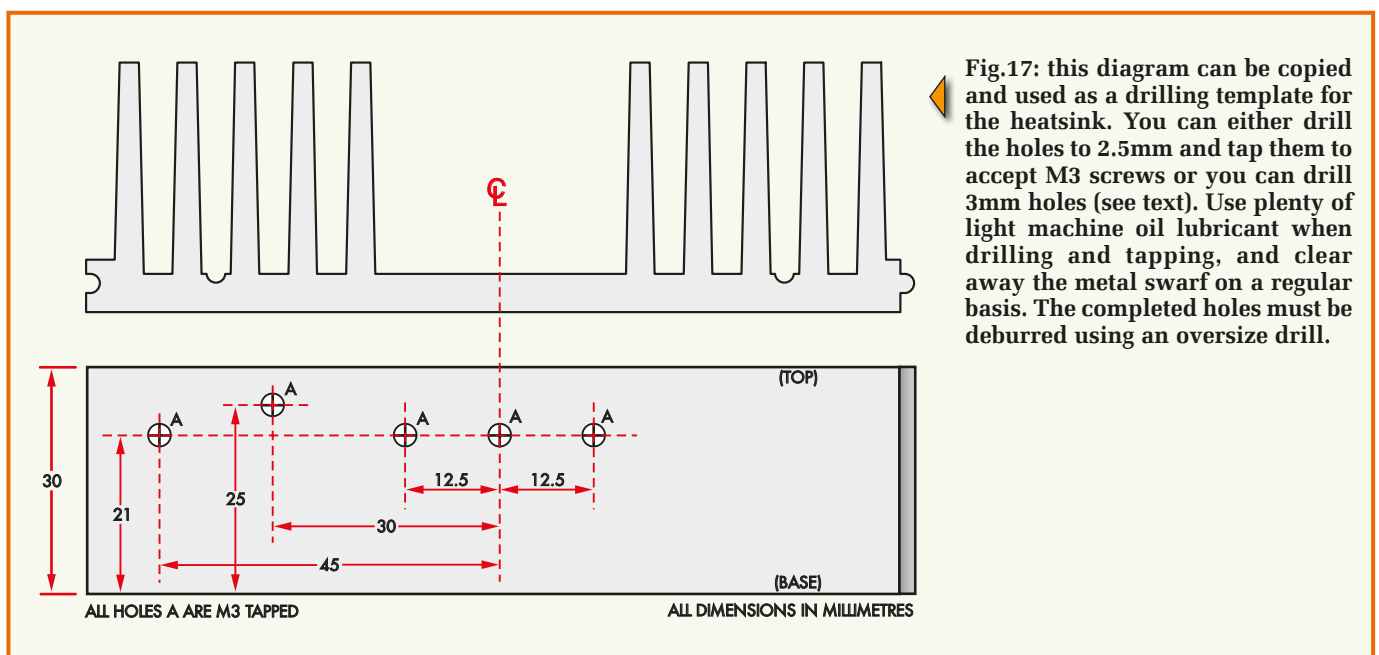 Fig.17: this diagram can be copied
and used as a drilling template for
the heatsink. You can either drill
the holes to 2.5mm and tap them to
accept M3 screws or you can drill
3mm holes (see text). Use plenty of
light machine oil lubricant when
drilling and tapping, and clear
away the metal swarf on a regular
basis. The completed holes must be
deburred using an oversize drill.
CL
(TOP)
A
A
A
A
A
12.5
12.5
30
21
25
30
45
(BASE)
ALL HOLES A ARE M3 TAPPED
ALL DIMENSIONS IN MILLIMETRES